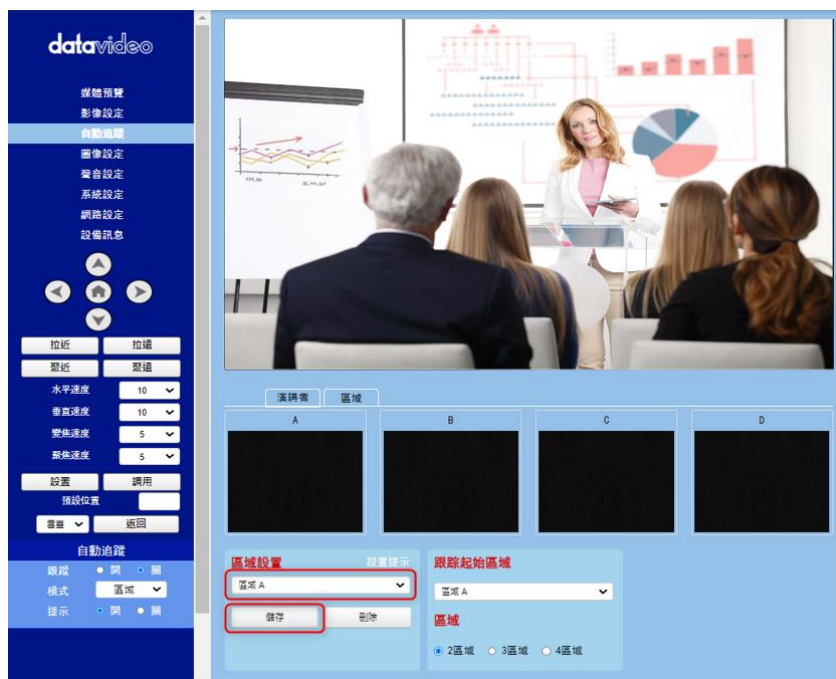 datavideo
媒體預覽
影像設定
自動追蹤
圖像設定
聲音設定
系統設定
網路設定
設備訊息
拉近 拉遠
聚近 聚遠
水平速度 10
垂直速度 10
變焦速度 5
聚焦速度 5
設置 調用
預設位置
返回
自動追蹤
跟蹤 開 關
模式 區域
提示 開 關
演講者 區域
A B C D
區域設置 設置提示
區域 A
儲存 刪除
跟踪起始區域
區域 A
區域
2區域 3區域 4區域